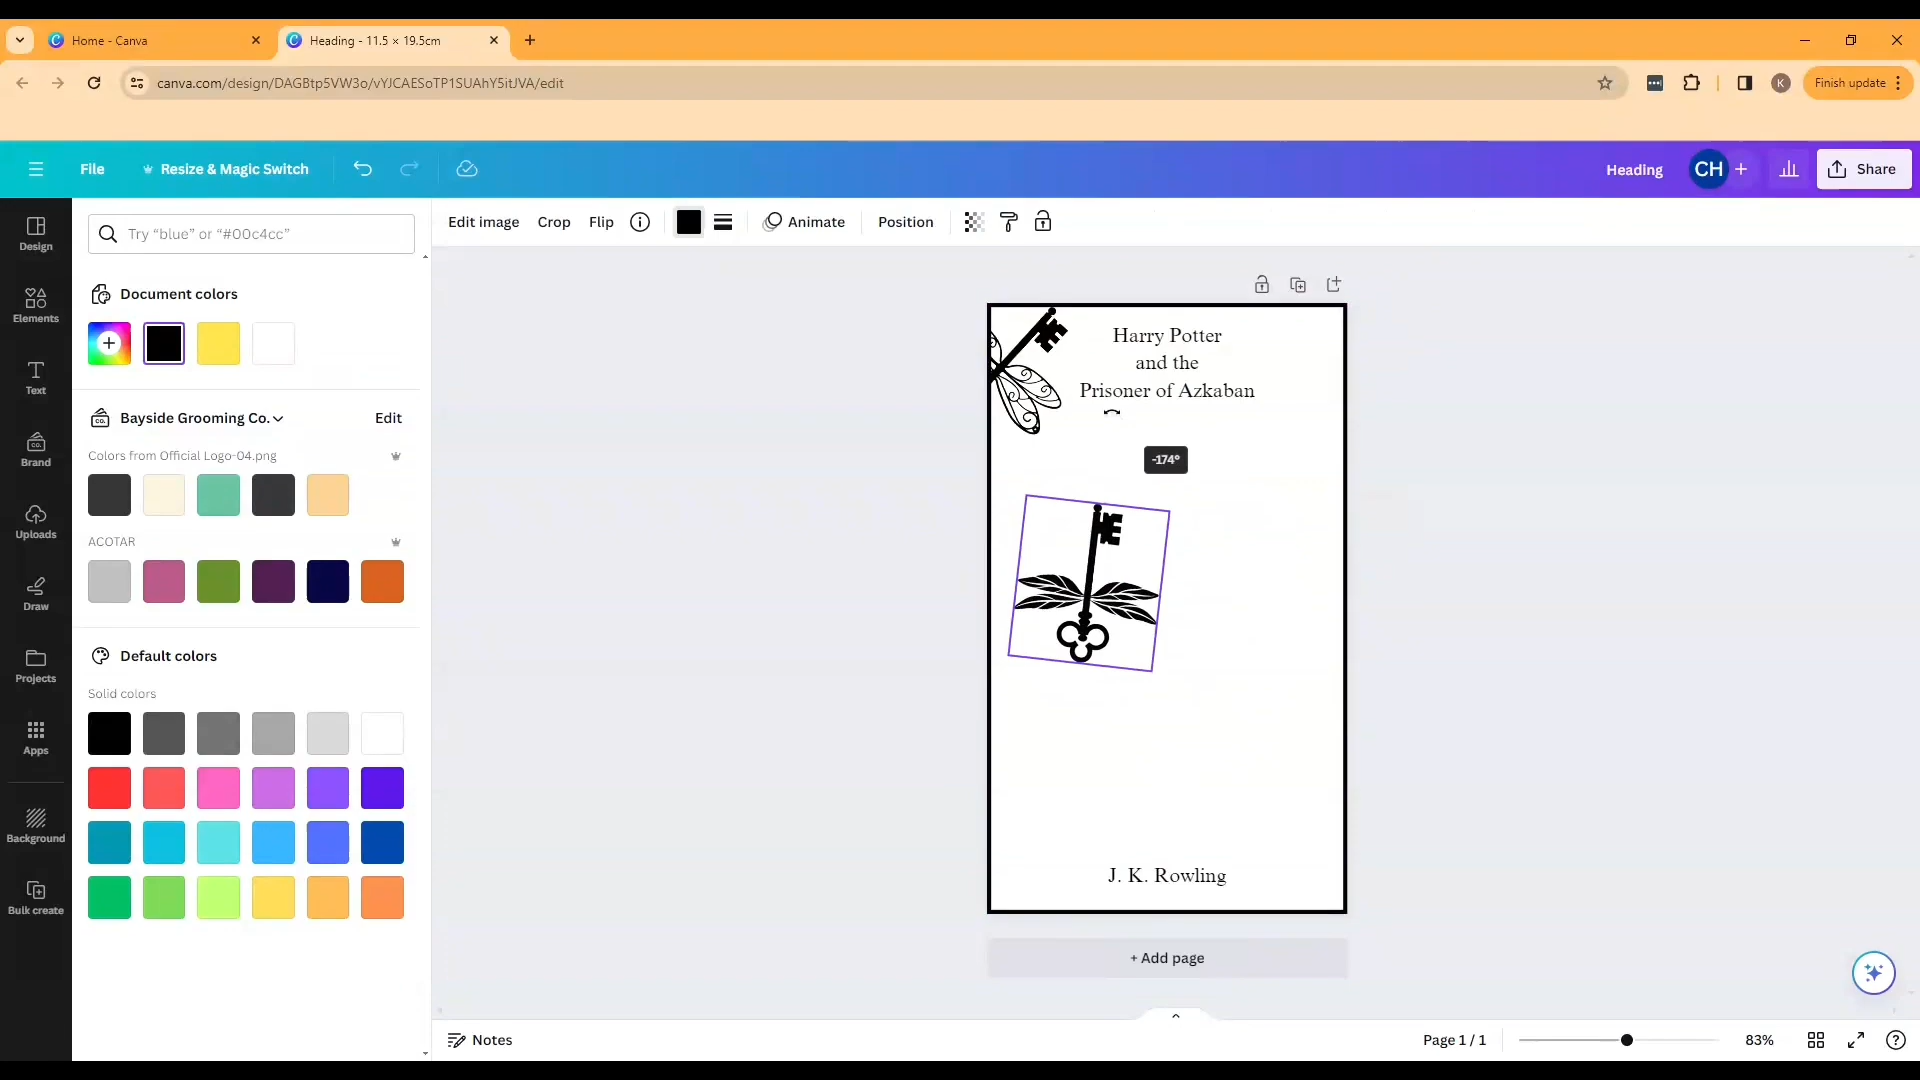 Home - Canva
Heading - 11.5 × 19.5cm
canva.com/design/DAGBtp5VW3o/vYJCAESoTP1SUAhY5itJVA/edit
K
Finish update
File
Resize & Magic Switch
Heading
CH
Share
Design
Elements
Text
Brand
Uploads
Draw
Projects
Apps
Background
Bulk create
Try “blue” or “#00c4cc”
Document colors
Bayside Grooming Co.
Edit
Colors from Official Logo-04.png
ACOTAR
Default colors
Solid colors
Edit image
Crop
Flip
Animate
Position
Harry Potter
and the
Prisoner of Azkaban
-174°
J. K. Rowling
+ Add page
Notes
Page 1 / 1
83%